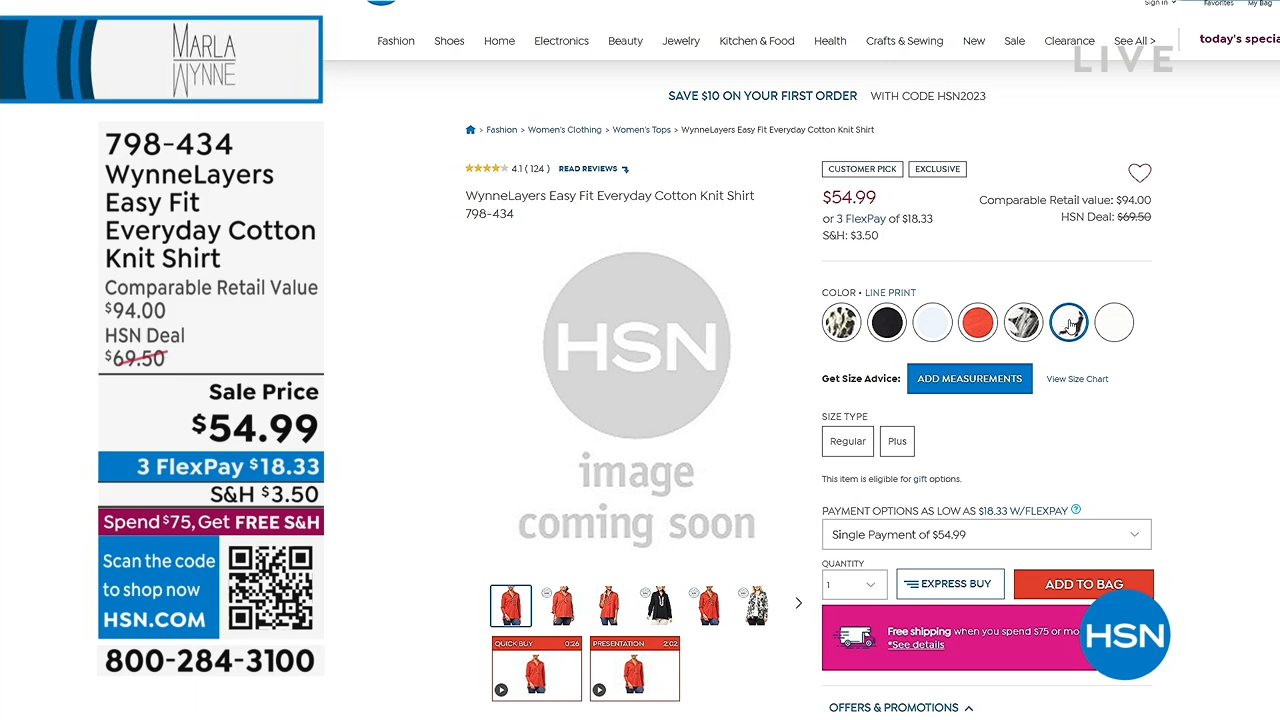 MARLA
WYNNE
798-434
WynneLayers
Easy Fit
Everyday Cotton
Knit Shirt
Comparable Retail Value
$94.00
HSN Deal
$69.50
Sale Price
$54.99
3 FlexPay $18.33
S&H $3.50
Spend $75, Get FREE S&H
Scan the code
to shop now
HSN.COM
800-284-3100
Sign In
Favorites
My Bag
Fashion Shoes Home Electronics Beauty Jewelry Kitchen & Food Health Crafts & Sewing New Sale Clearance See All >
today's specia
LIVE
SAVE $10 ON YOUR FIRST ORDER WITH CODE HSN2023
> Fashion > Women's Clothing > Women's Tops > WynneLayers Easy Fit Everyday Cotton Knit Shirt
4.1 ( 124 ) READ REVIEWS
WynneLayers Easy Fit Everyday Cotton Knit Shirt
798-434
HSN
image
coming soon
QUICK BUY 0:26
PRESENTATION 2:02
CUSTOMER PICK EXCLUSIVE
$54.99
or 3 FlexPay of $18.33
S&H: $3.50
Comparable Retail value: $94.00
HSN Deal: $69.50
COLOR • LINE PRINT
Get Size Advice: ADD MEASUREMENTS View Size Chart
SIZE TYPE
Regular Plus
This item is eligible for gift options.
PAYMENT OPTIONS AS LOW AS $18.33 W/FLEXPAY ?
Single Payment of $54.99
QUANTITY
1 EXPRESS BUY ADD TO BAG
Free shipping when you spend $75 or mo
*See details
HSN
OFFERS & PROMOTIONS